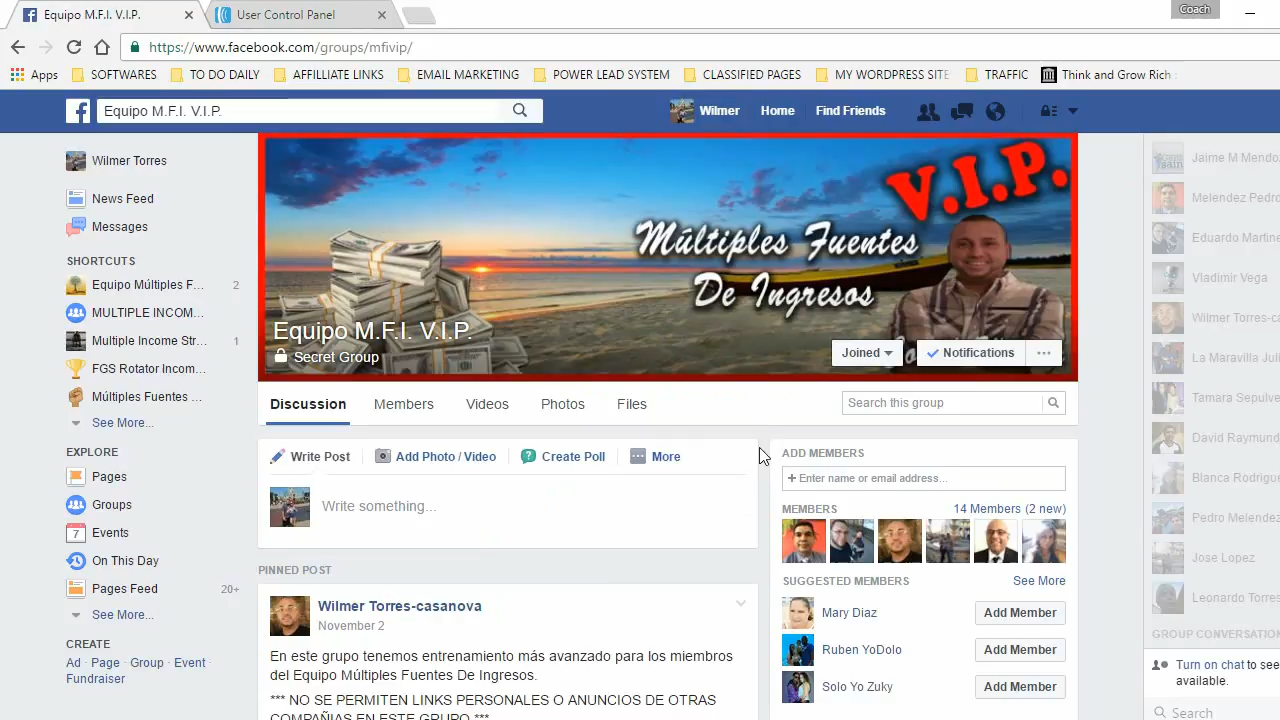 Equipo M.F.I. V.I.P.
User Control Panel
Coach
https://www.facebook.com/groups/mfivip/
Apps SOFTWARES TO DO DAILY AFFILLIATE LINKS EMAIL MARKETING POWER LEAD SYSTEM CLASSIFIED PAGES MY WORDPRESS SITE TRAFFIC Think and Grow Rich
Equipo M.F.I. V.I.P.
Wilmer Home Find Friends
Wilmer Torres
News Feed
Messages
SHORTCUTS
Equipo Múltiples F... 2
MULTIPLE INCOM...
Multiple Income Str... 1
FGS Rotator Incom...
Múltiples Fuentes ...
See More...
EXPLORE
Pages
Groups
7 Events
On This Day
Pages Feed 20+
See More...
CREATE
Ad · Page · Group · Event ·
Fundraiser
V.I.P.
Múltiples Fuentes
De Ingresos
Equipo M.F.I. V.I.P.
Secret Group
Joined Notifications ...
Discussion Members Videos Photos Files
Search this group
Write Post Add Photo / Video Create Poll More
Write something...
PINNED POST
Wilmer Torres-casanova
November 2
En este grupo tenemos entrenamiento más avanzado para los miembros
del Equipo Múltiples Fuentes De Ingresos.
*** NO SE PERMITEN LINKS PERSONALES O ANUNCIOS DE OTRAS
COMPAÑIAS EN ESTE GRUPO ***
ADD MEMBERS
+ Enter name or email address...
MEMBERS 14 Members (2 new)
SUGGESTED MEMBERS See More
Mary Diaz Add Member
Ruben YoDolo Add Member
Solo Yo Zuky Add Member
Jaime M Mendoz
Melendez Pedro
Eduardo Martine
Vladimir Vega
Wilmer Torres-ca
La Maravilla Juli
Tamara Sepulve
David Raymund
Blanca Rodrigue
Pedro Melendez
Jose Lopez
Leonardo Torres
GROUP CONVERSATION
Turn on chat to see
available.
Search